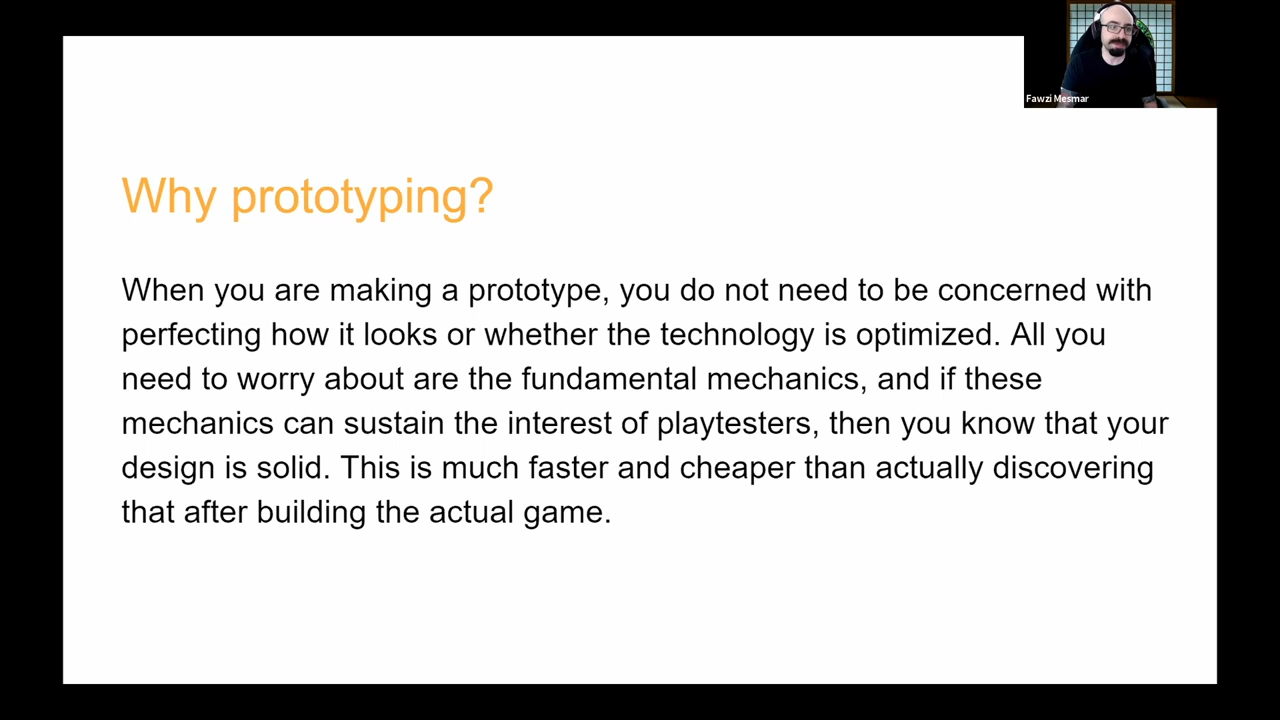 Fawzi Mesmar
Why prototyping?
When you are making a prototype, you do not need to be concerned with
perfecting how it looks or whether the technology is optimized. All you
need to worry about are the fundamental mechanics, and if these
mechanics can sustain the interest of playtesters, then you know that your
design is solid. This is much faster and cheaper than actually discovering
that after building the actual game.